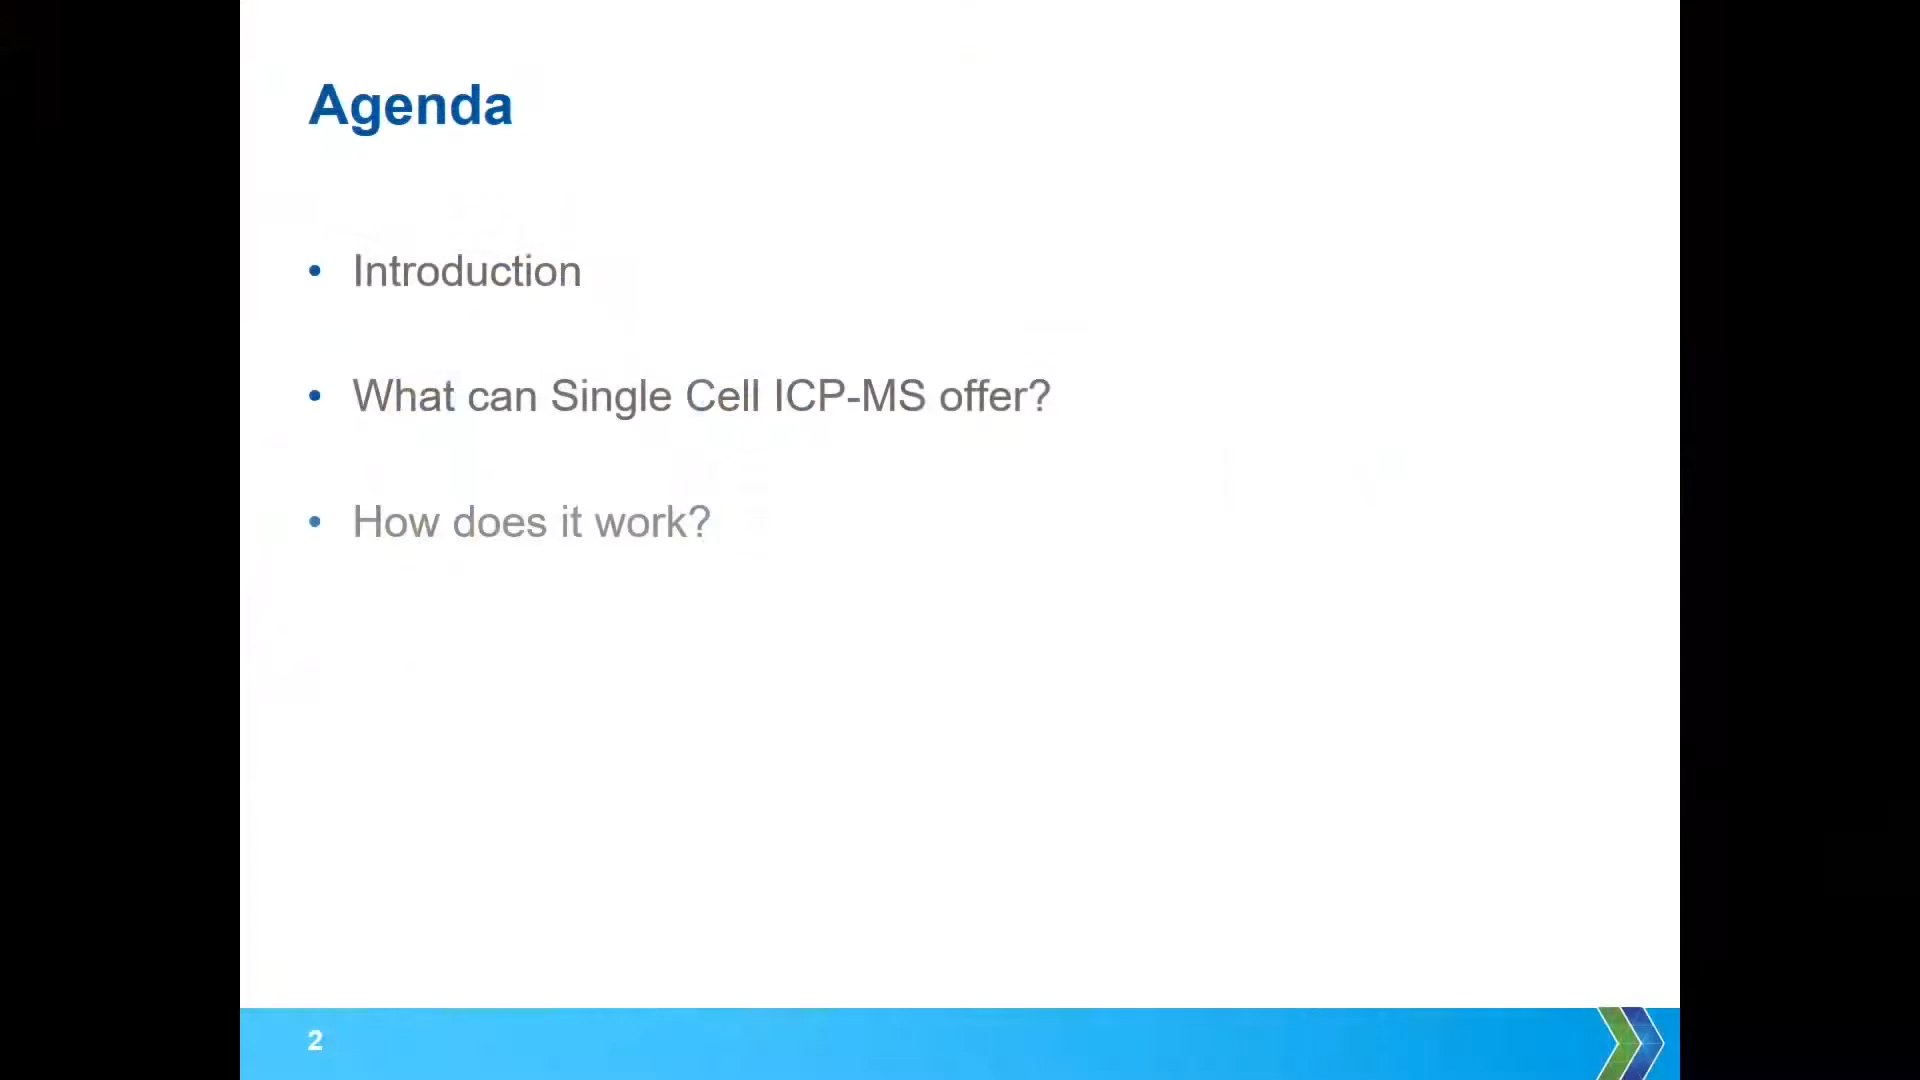 Agenda
• Introduction
• What can Single Cell ICP-MS offer?
• How does it work?
2